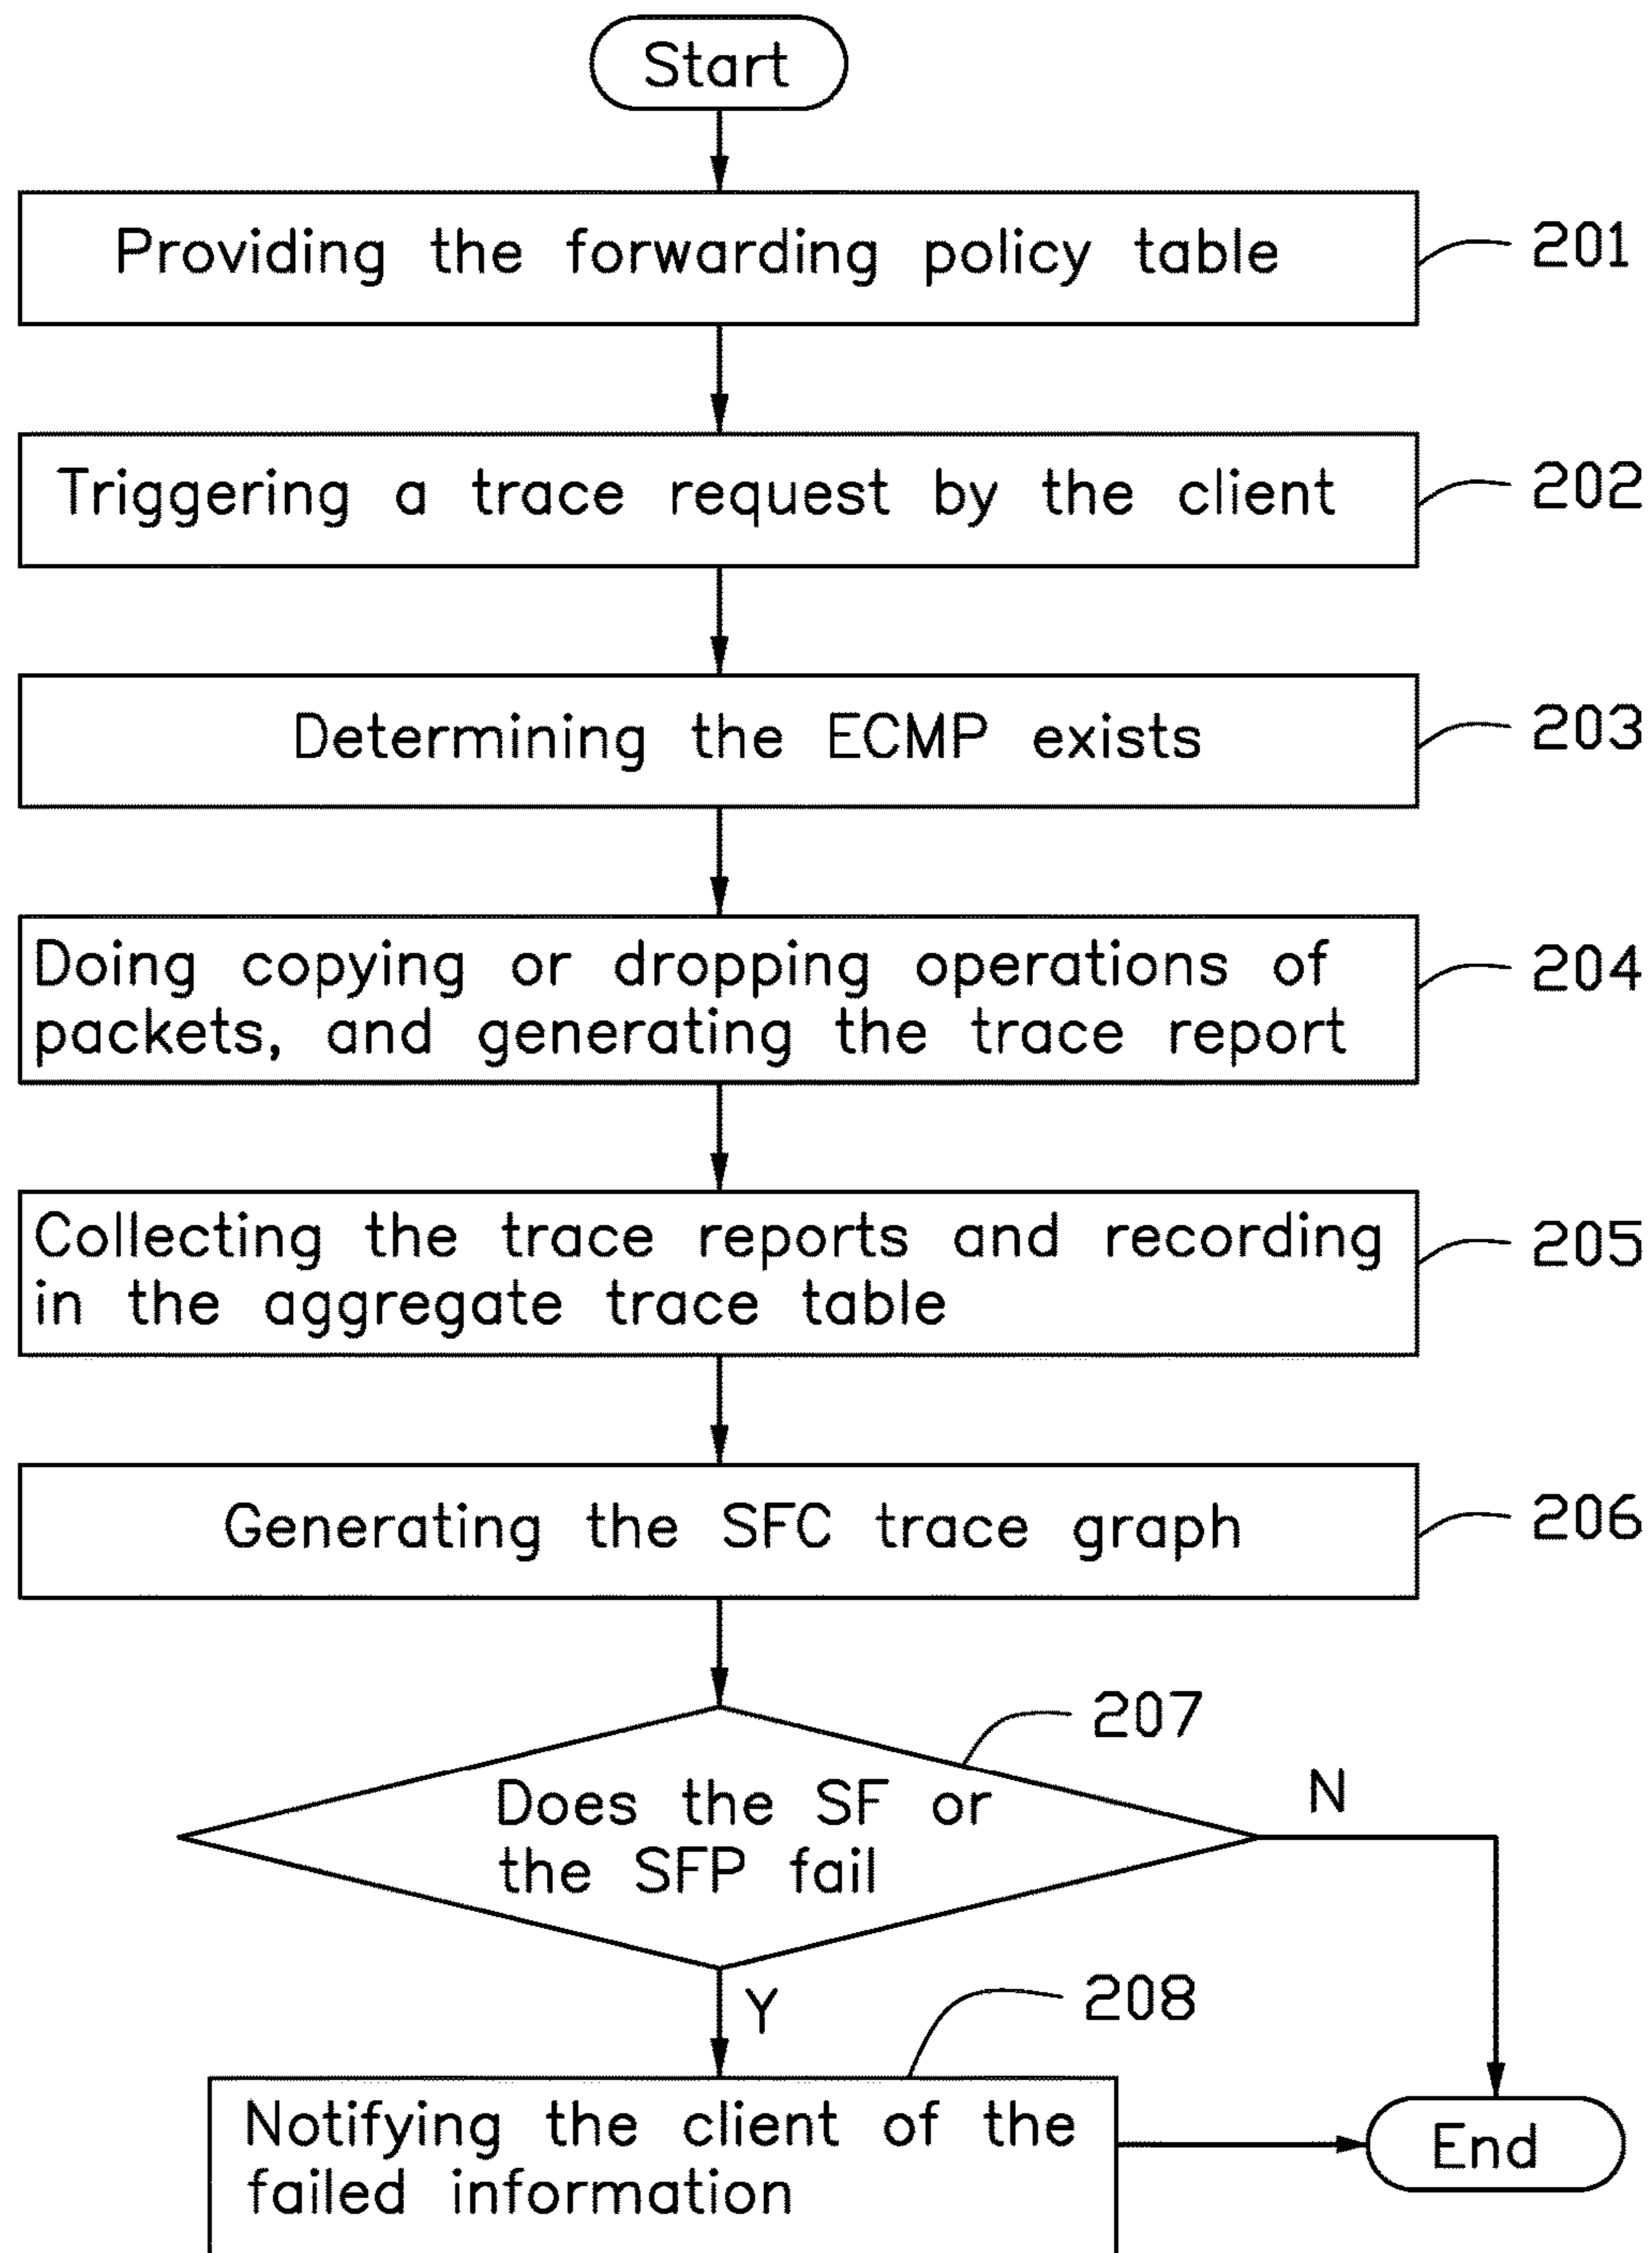 Start
Providing the forwarding policy table
201
Triggering a trace request by the client
202
Determining the ECMP exists
203
Doing copying or dropping operations of
packets, and generating the trace report
204
Collecting the trace reports and recording
in the aggregate trace table
205
Generating the SFC trace graph
206
207
Does the SF or
the SFP fail
N
Y
208
Notifying the client of the
failed information
End